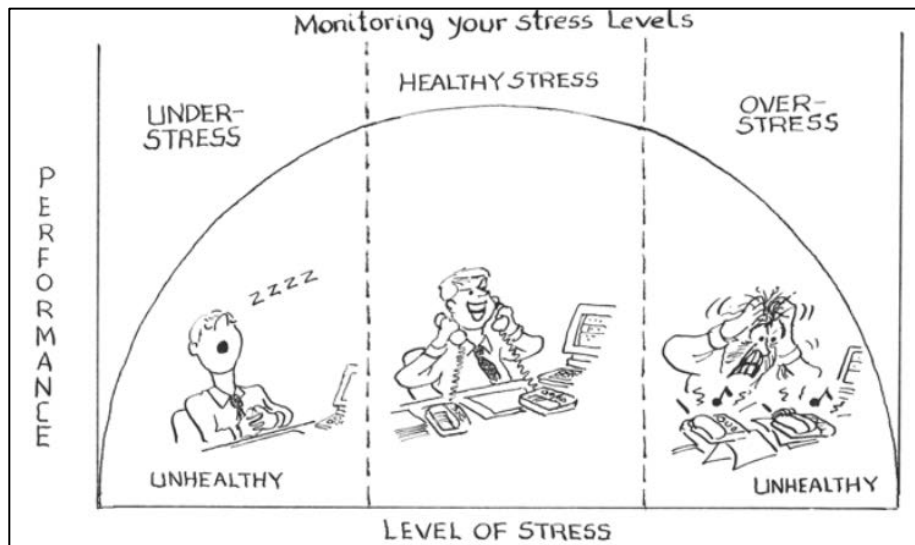 Monitoring your Stress Levels
HEALTHY STRESS
UNDER-
STRESS
OVER-
STRESS
PERFORMANCE
ZZZZ
UNHEALTHY
UNHEALTHY
LEVEL OF STRESS